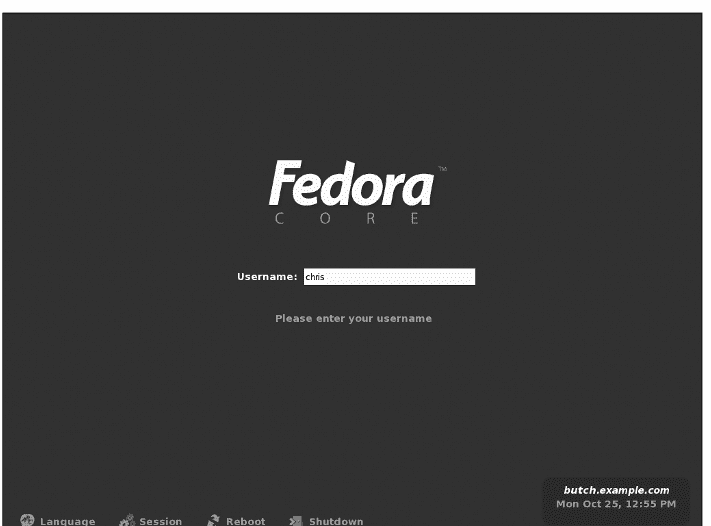 Fedora™
CORE
Username: chris
Please enter your username
butch.example.com
Mon Oct 25, 12:55 PM
Language Session Reboot Shutdown